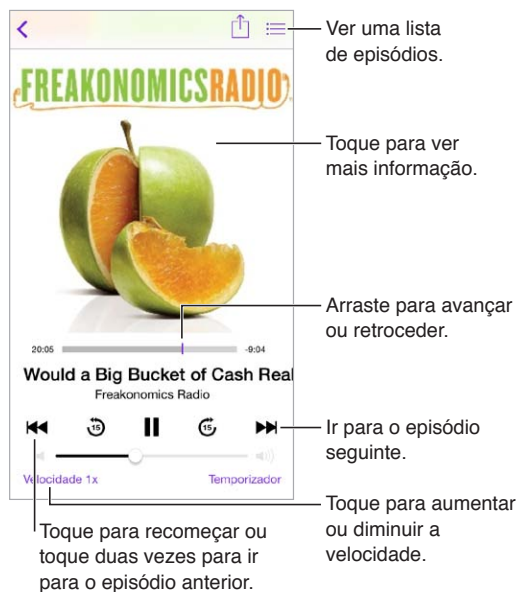 Ver uma lista
de episódios.
FREAKONOMICSRADIO
Toque para ver
mais informação.
Arraste para avançar
ou retroceder.
20:05
-9:04
Would a Big Bucket of Cash Real
Freakonomics Radio
15
15
Ir para o episódio
seguinte.
Velocidade 1x
Temporizador
Toque para aumentar
ou diminuir a
velocidade.
Toque para recomeçar ou
toque duas vezes para ir
para o episódio anterior.